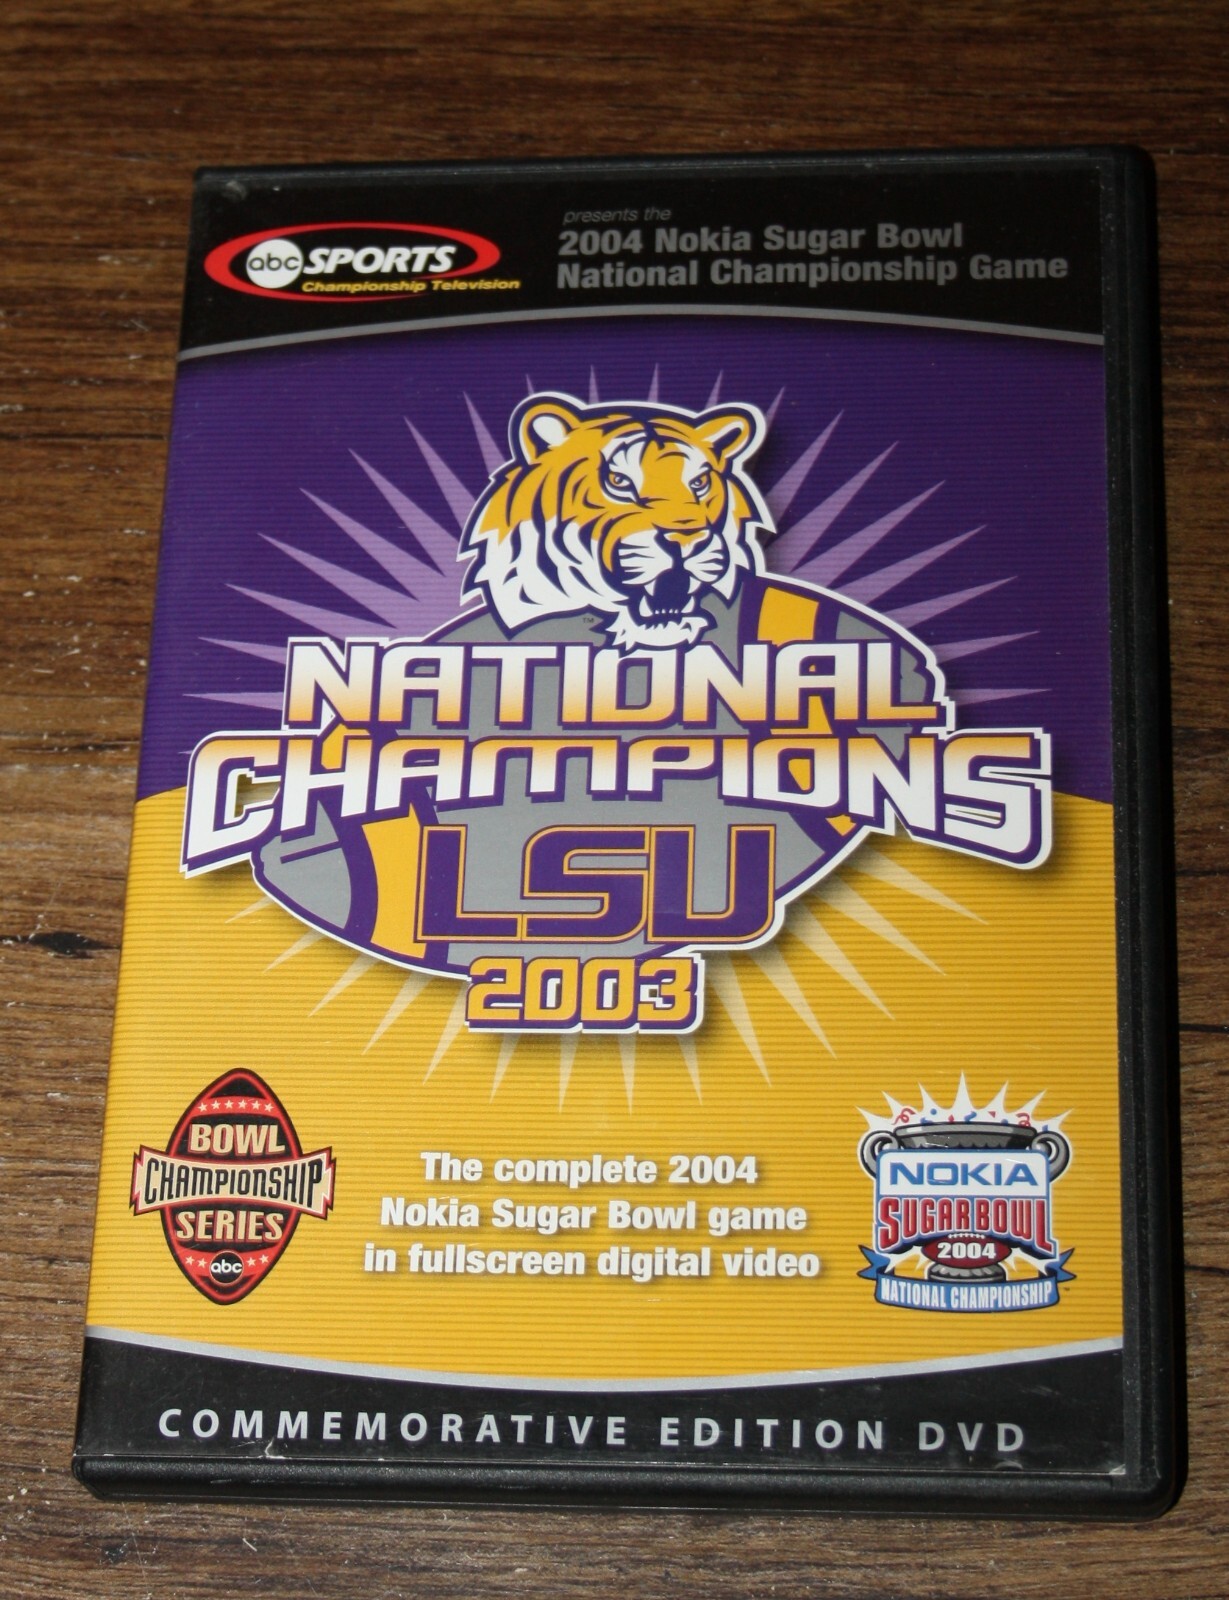 presents the
2004 Nokia Sugar Bowl
National Championship Game
abc SPORTS
Championship Television
TM
NATIONAL
CHAMPIONS
LSU
2003
BOWL
CHAMPIONSHIP
SERIES
abc
The complete 2004
Nokia Sugar Bowl game
in fullscreen digital video
NOKIA
SUGAR BOWL
2004
NATIONAL CHAMPIONSHIP
COMMEMORATIVE EDITION DVD